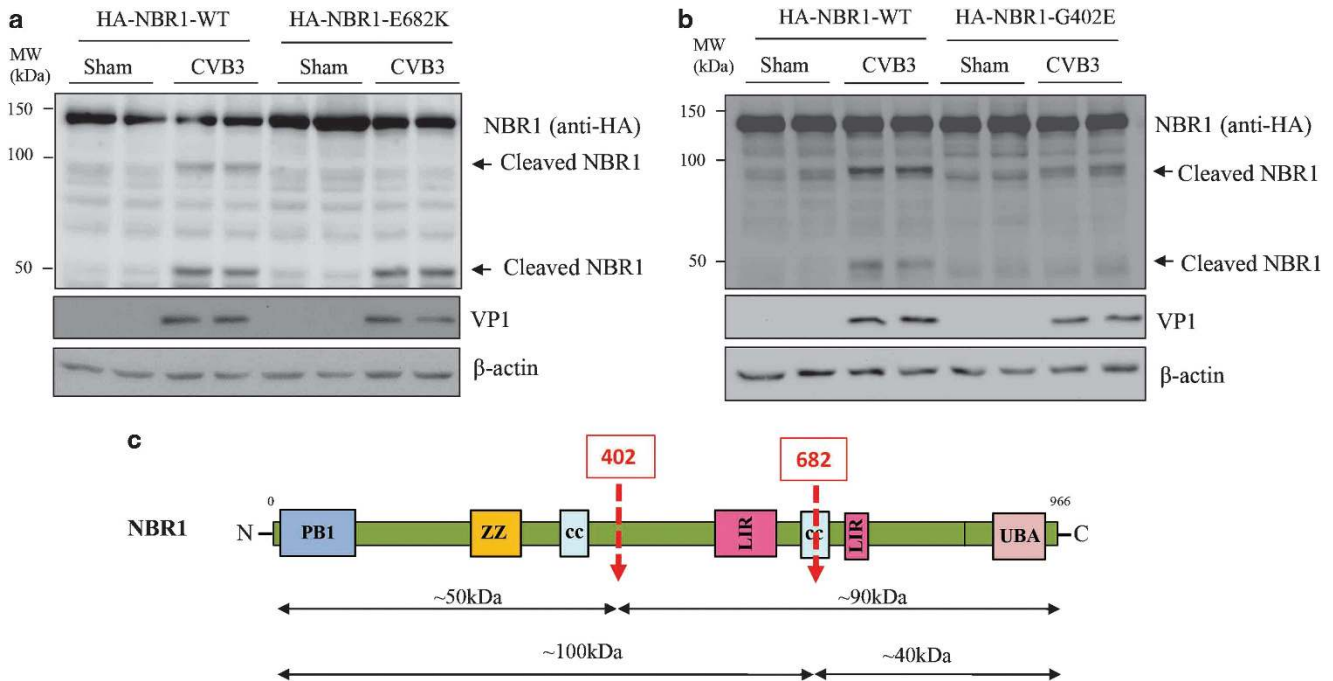 a
HA-NBR1-WT HA-NBR1-E682K
MW
(kDa)
Sham CVB3 Sham CVB3
150
NBR1 (anti-HA)
100
Cleaved NBR1
50
Cleaved NBR1
VP1
β-actin
b
HA-NBR1-WT HA-NBR1-G402E
MW
(kDa)
Sham CVB3 Sham CVB3
150
NBR1 (anti-HA)
100
Cleaved NBR1
50
Cleaved NBR1
VP1
β-actin
c
402 682
0 966
NBR1 N PB1 ZZ cc LIR cc LIR UBA C
~50kDa ~90kDa
~100kDa ~40kDa